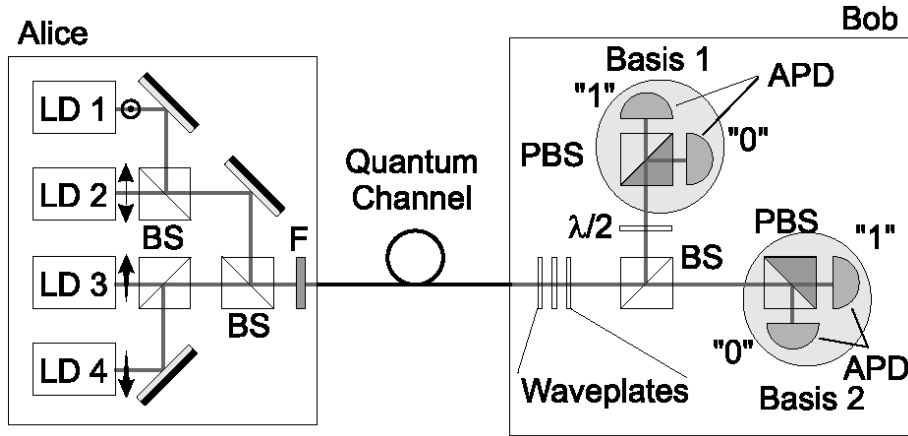 Alice
LD 1
LD 2
BS
LD 3
BS
F
LD 4
Quantum
Channel
Bob
Basis 1
APD
"1"
"0"
PBS
λ/2
BS
PBS
"1"
"0"
APD
Basis 2
Waveplates